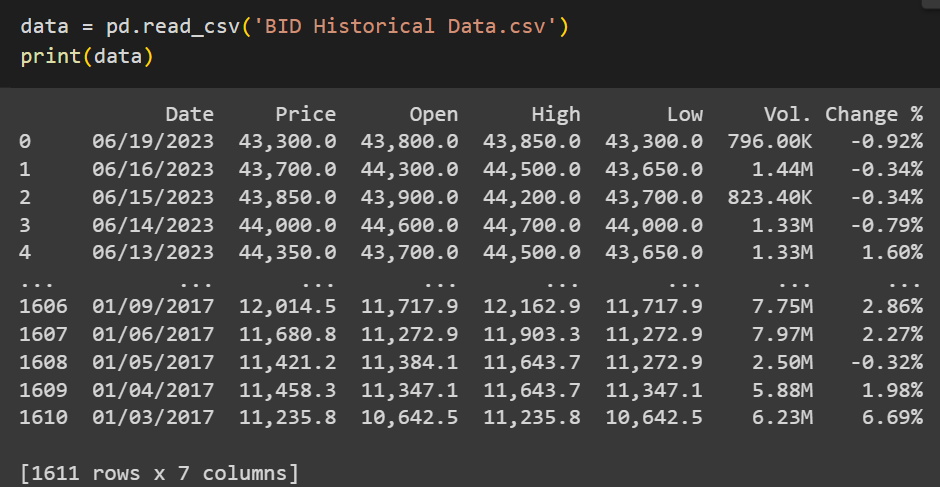 data = pd.read_csv('BID Historical Data.csv')
print(data)
Date Price Open High Low Vol. Change %
0 06/19/2023 43,300.0 43,800.0 43,850.0 43,300.0 796.00K -0.92%
1 06/16/2023 43,700.0 44,300.0 44,500.0 43,650.0 1.44M -0.34%
2 06/15/2023 43,850.0 43,900.0 44,200.0 43,700.0 823.40K -0.34%
3 06/14/2023 44,000.0 44,600.0 44,700.0 44,000.0 1.33M -0.79%
4 06/13/2023 44,350.0 43,700.0 44,500.0 43,650.0 1.33M 1.60%
... ... ... ... ... ... ... ...
1606 01/09/2017 12,014.5 11,717.9 12,162.9 11,717.9 7.75M 2.86%
1607 01/06/2017 11,680.8 11,272.9 11,903.3 11,272.9 7.97M 2.27%
1608 01/05/2017 11,421.2 11,384.1 11,643.7 11,272.9 2.50M -0.32%
1609 01/04/2017 11,458.3 11,347.1 11,643.7 11,347.1 5.88M 1.98%
1610 01/03/2017 11,235.8 10,642.5 11,235.8 10,642.5 6.23M 6.69%
[1611 rows x 7 columns]